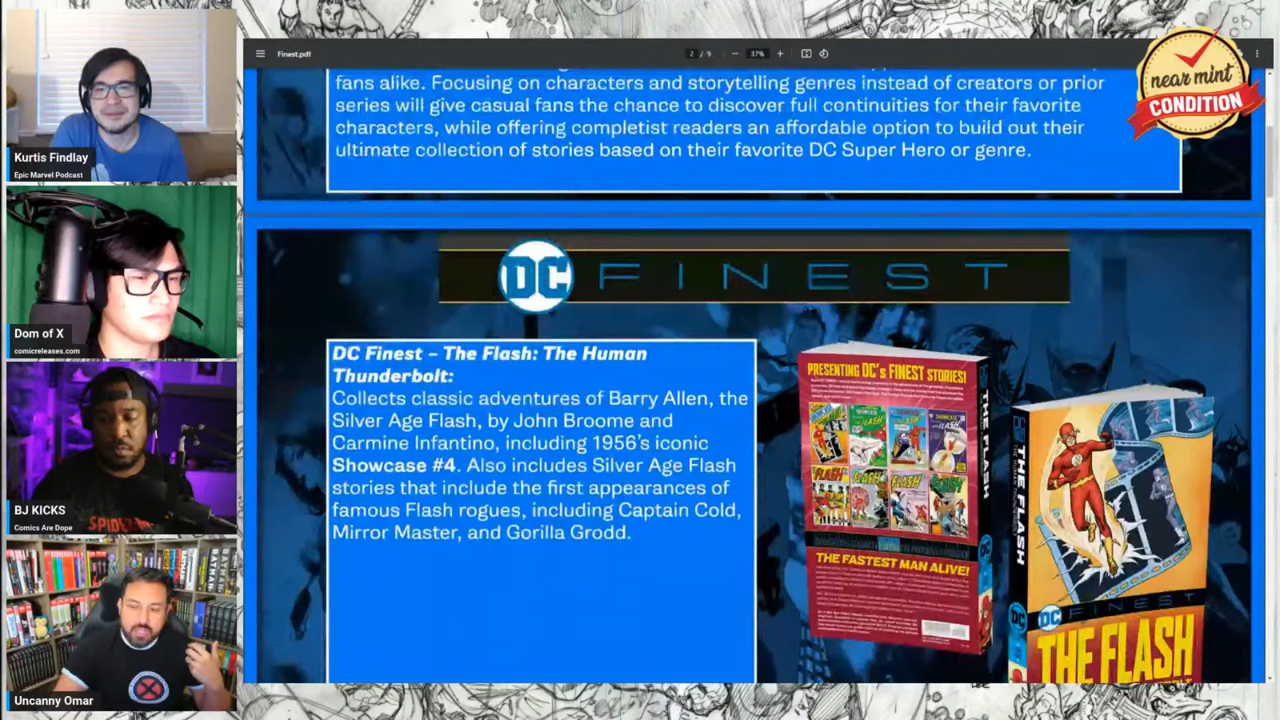 Finest.pdf
2 / 9
37%
near mint
CONDITION
fans alike. Focusing on characters and storytelling genres instead of creators or prior
series will give casual fans the chance to discover full continuities for their favorite
characters, while offering completist readers an affordable option to build out their
ultimate collection of stories based on their favorite DC Super Hero or genre.
DC FINEST
DC Finest – The Flash: The Human
Thunderbolt:
Collects classic adventures of Barry Allen, the
Silver Age Flash, by John Broome and
Carmine Infantino, including 1956's iconic
Showcase #4. Also includes Silver Age Flash
stories that include the first appearances of
famous Flash rogues, including Captain Cold,
Mirror Master, and Gorilla Grodd.
PRESENTING DC's FINEST STORIES!
THE FASTEST MAN ALIVE!
THE FLASH
THE FLASH
DC FINEST
THE FLASH
Kurtis Findlay
Epic Marvel Podcast
Dom of X
comicreleases.com
BJ KICKS
Comics Are Dope
Uncanny Omar